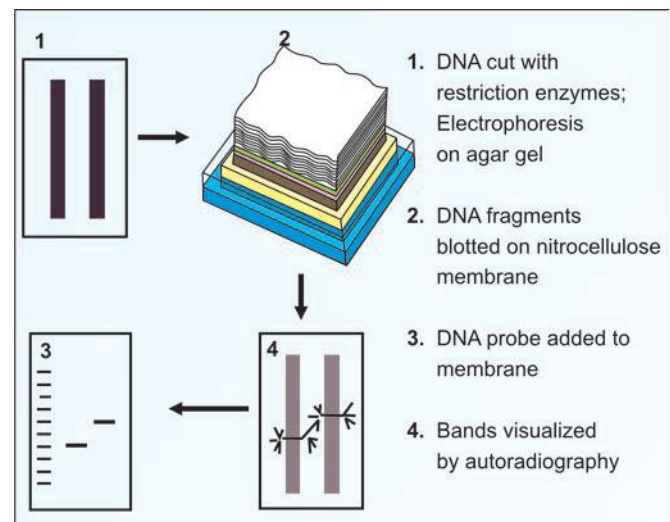 1
2
3
4
1. DNA cut with
restriction enzymes;
Electrophoresis
on agar gel
2. DNA fragments
blotted on nitrocellulose
membrane
3. DNA probe added to
membrane
4. Bands visualized
by autoradiography